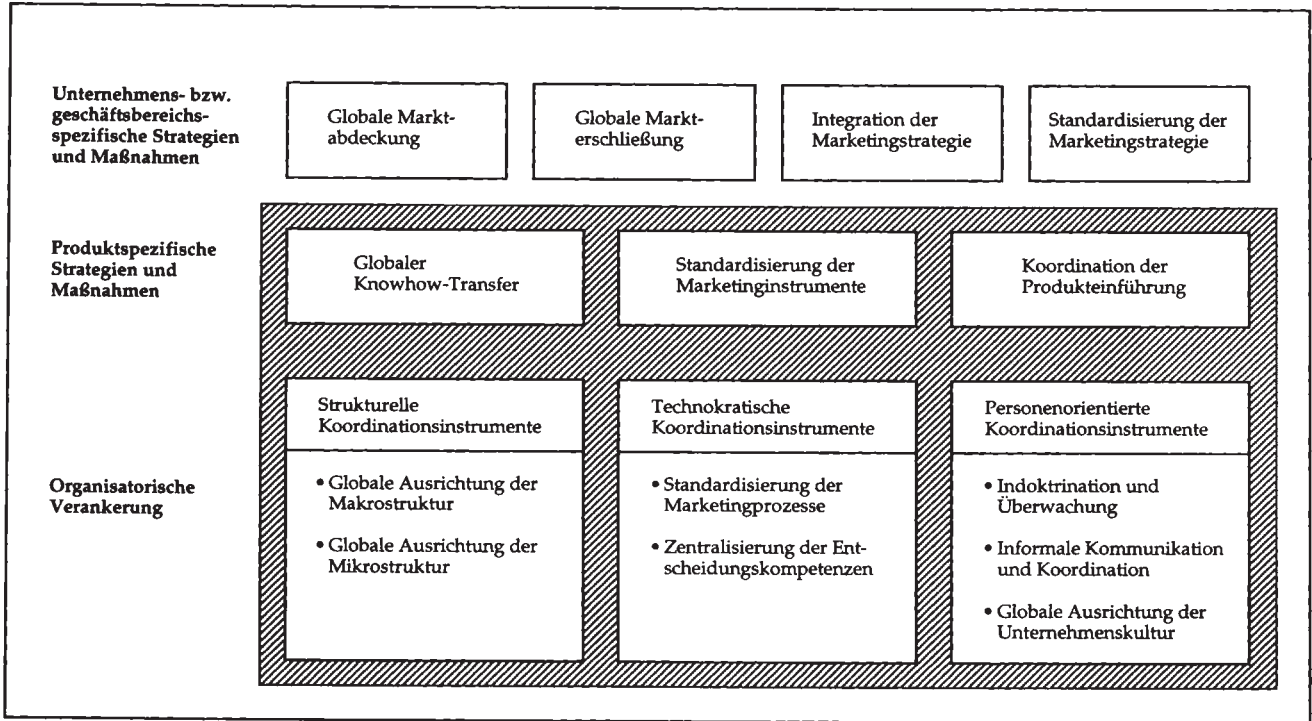 Unternehmens- bzw.
geschäftsbereichs-
spezifische Strategien
und Maßnahmen
Globale Markt-
abdeckung
Globale Markt-
erschließung
Integration der
Marketingstrategie
Standardisierung der
Marketingstrategie
Produktspezifische
Strategien und
Maßnahmen
Globaler
Knowhow-Transfer
Standardisierung der
Marketinginstrumente
Koordination der
Produkteinführung
Organisatorische
Verankerung
Strukturelle
Koordinationsinstrumente
• Globale Ausrichtung der
Makrostruktur
• Globale Ausrichtung der
Mikrostruktur
Technokratische
Koordinationsinstrumente
• Standardisierung der
Marketingprozesse
• Zentralisierung der Ent-
scheidungskompetenzen
Personenorientierte
Koordinationsinstrumente
• Indoktrination und
Überwachung
• Informale Kommunikation
und Koordination
• Globale Ausrichtung der
Unternehmenskultur